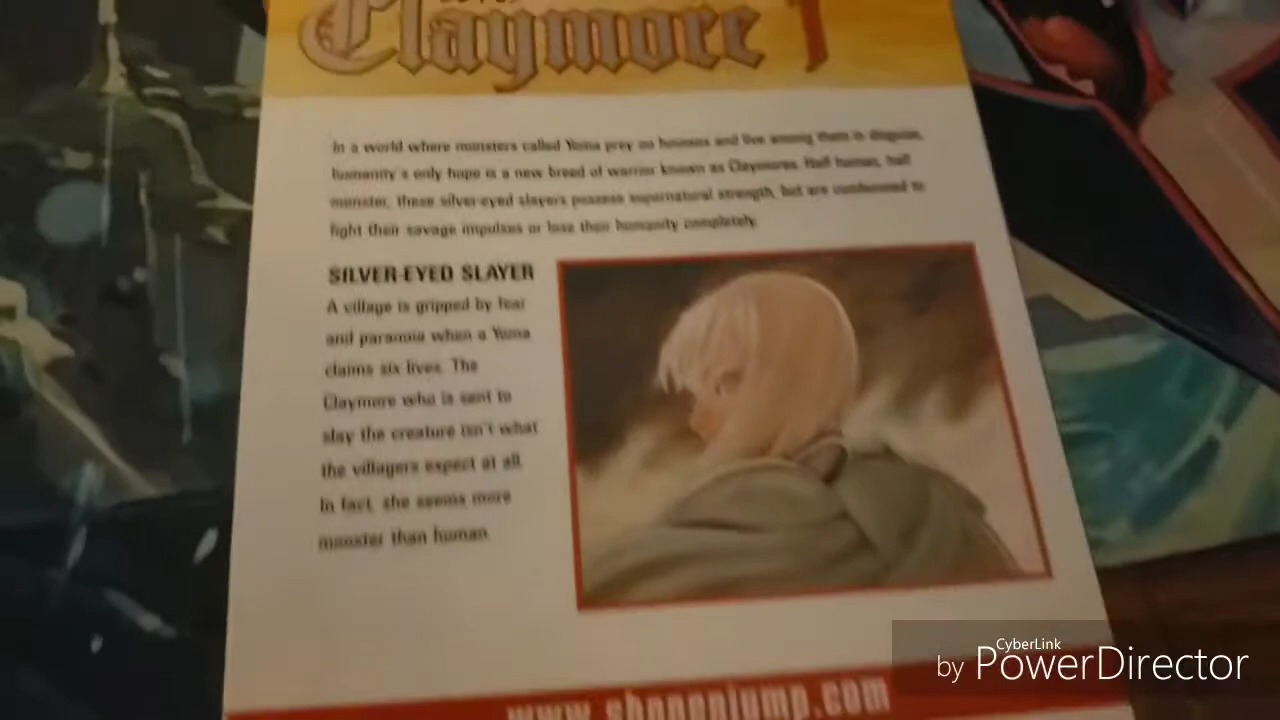 Claymore 1
In a world where monsters called Yoma prey on humans and live among them in disguise,
humanity's only hope is a new breed of warrior known as Claymores. Half human, half
monster, these silver-eyed slayers possess supernatural strength, but are condemned to
fight their savage impulses or lose their humanity completely.
SILVER-EYED SLAYER
A village is gripped by fear
and paranoia when a Yoma
claims six lives. The
Claymore who is sent to
slay the creature isn't what
the villagers expect at all.
In fact, she seems more
monster than human.
www.shonenjump.com
CyberLink
by PowerDirector